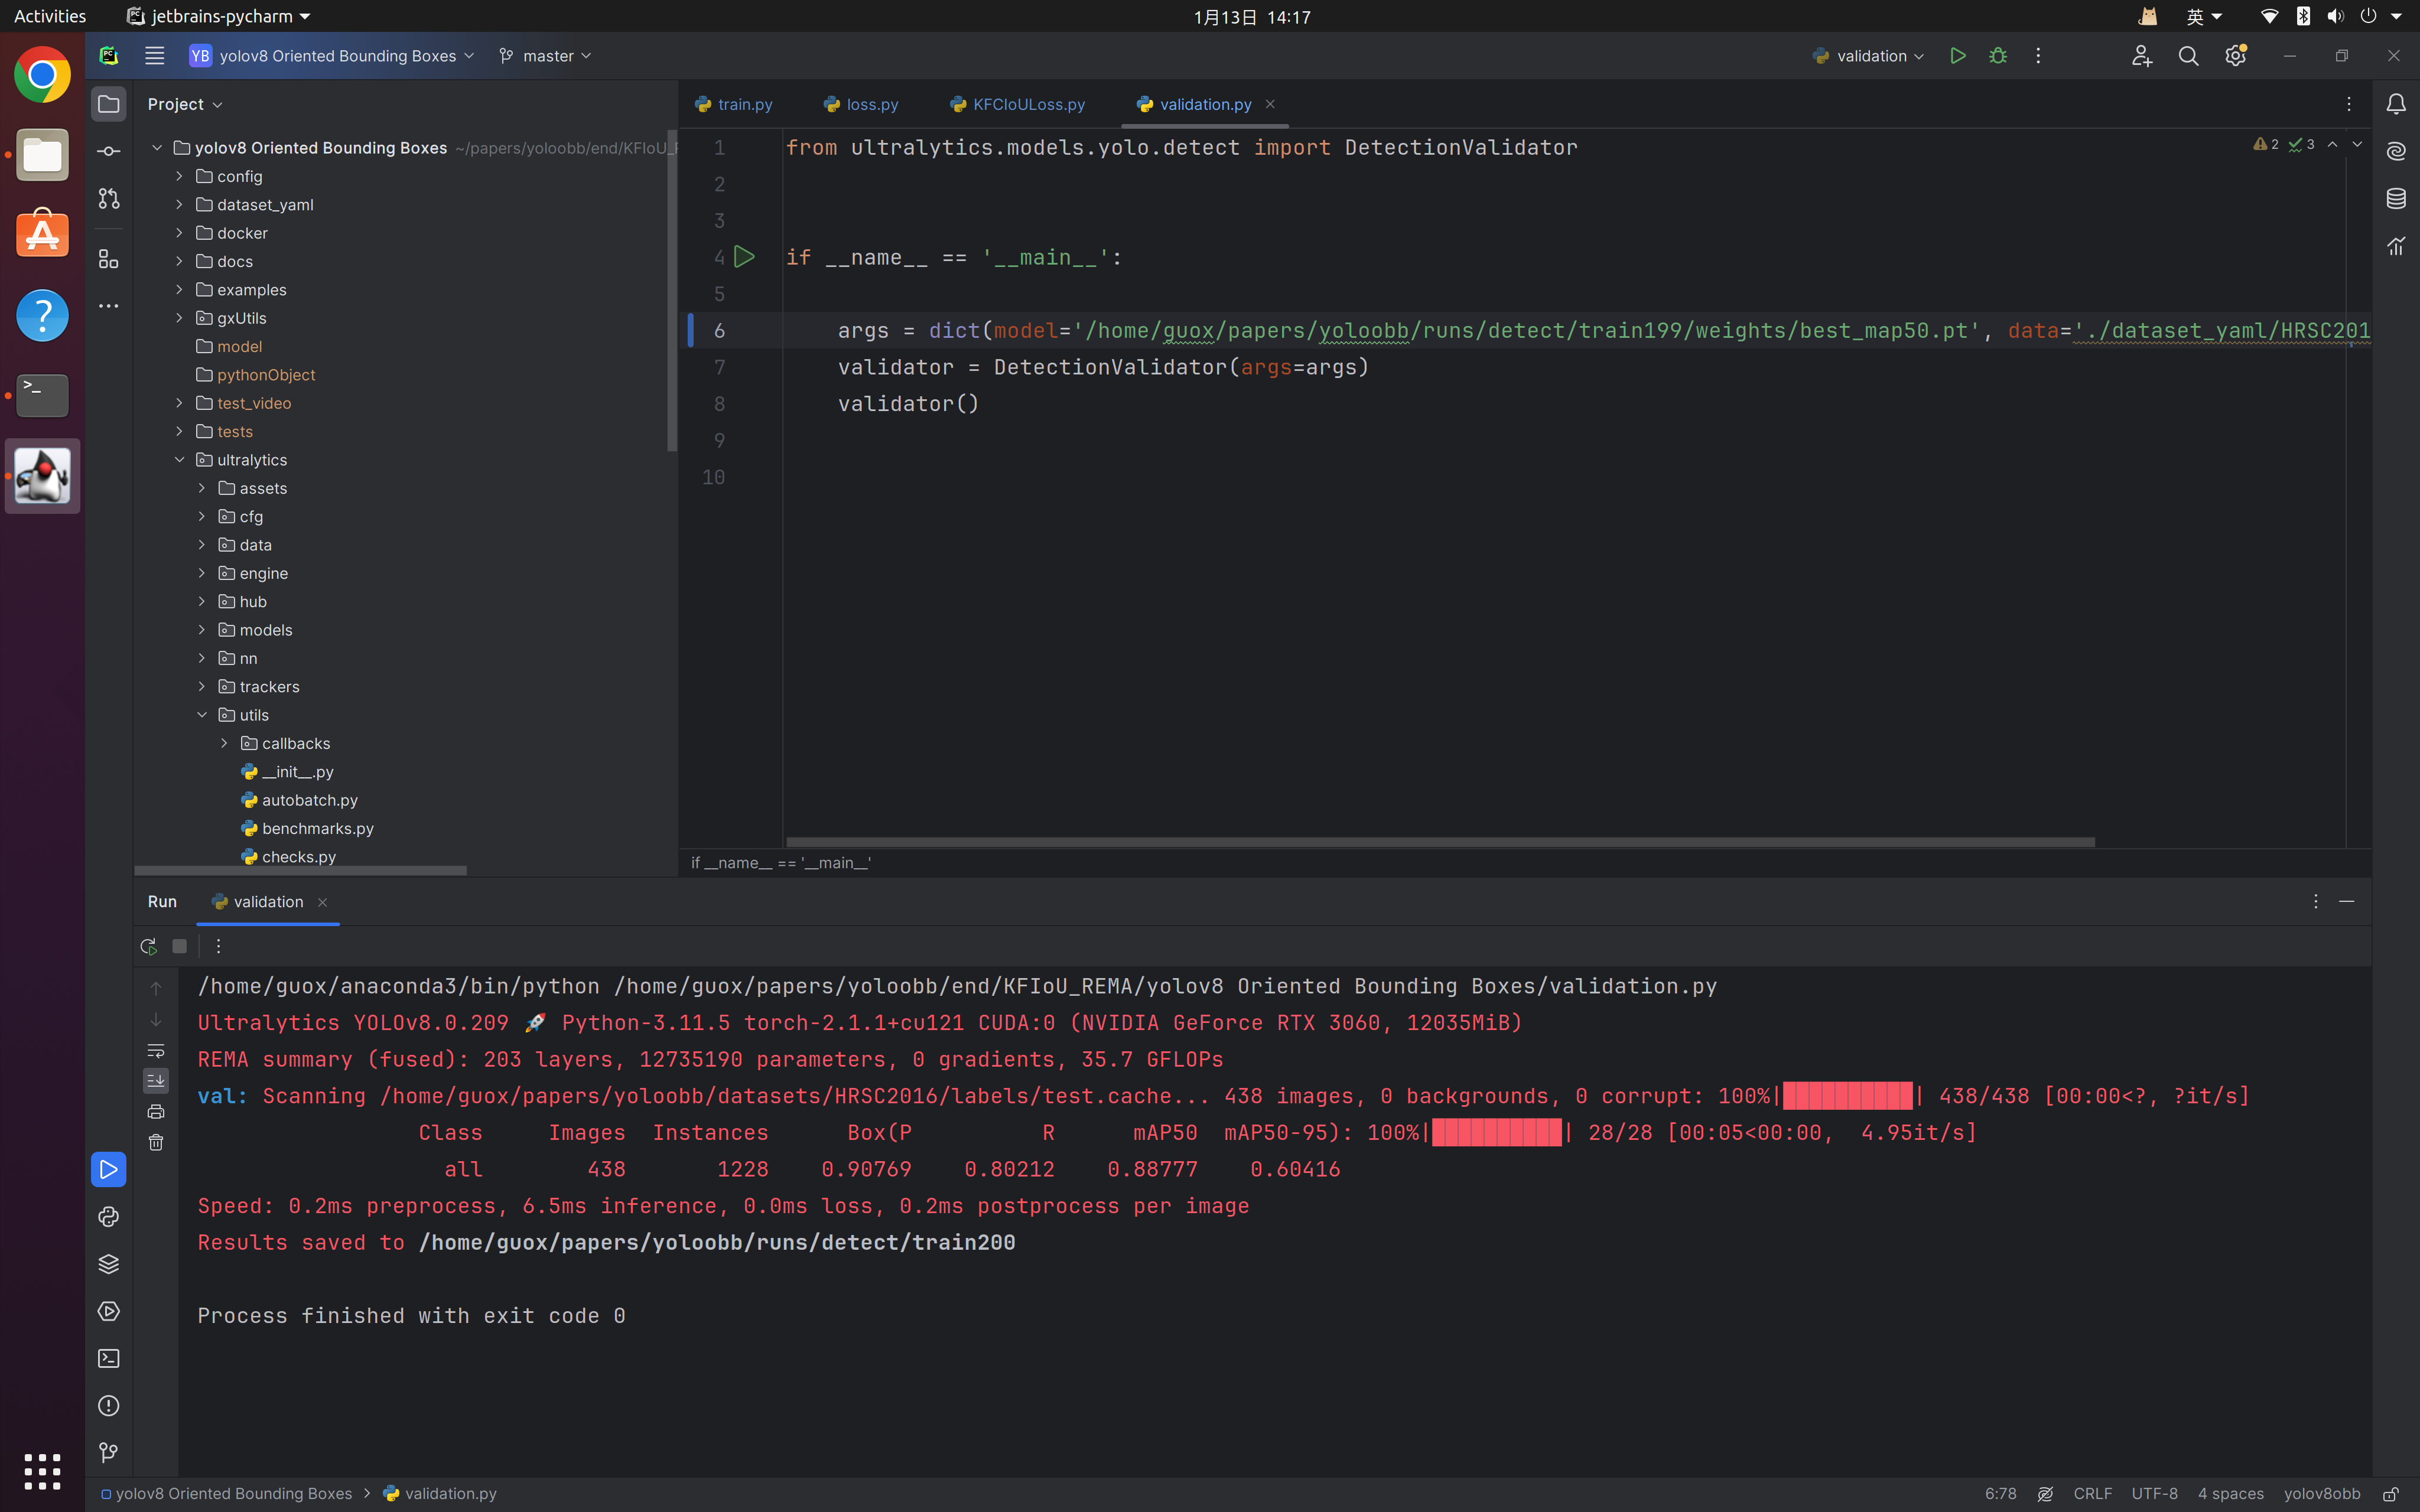 Activities jetbrains-pycharm 1月13日 14:17 英
YB yolov8 Oriented Bounding Boxes master validation
Project
train.py loss.py KFCIoULoss.py validation.py
yolov8 Oriented Bounding Boxes ~/papers/yoloobb/end/KFIoU_
config
dataset_yaml
docker
docs
examples
gxUtils
model
pythonObject
test_video
tests
ultralytics
assets
cfg
data
engine
hub
models
nn
trackers
utils
callbacks
__init__.py
autobatch.py
benchmarks.py
checks.py
2 3
1 from ultralytics.models.yolo.detect import DetectionValidator
2
3
4 if __name__ == '__main__':
5
6 args = dict(model='/home/guox/papers/yoloobb/runs/detect/train199/weights/best_map50.pt', data='./dataset_yaml/HRSC201
7 validator = DetectionValidator(args=args)
8 validator()
9
10
if __name__ == '__main__'
Run validation
/home/guox/anaconda3/bin/python /home/guox/papers/yoloobb/end/KFIoU_REMA/yolov8 Oriented Bounding Boxes/validation.py
Ultralytics YOLOv8.0.209 🚀 Python-3.11.5 torch-2.1.1+cu121 CUDA:0 (NVIDIA GeForce RTX 3060, 12035MiB)
REMA summary (fused): 203 layers, 12735190 parameters, 0 gradients, 35.7 GFLOPs
val: Scanning /home/guox/papers/yoloobb/datasets/HRSC2016/labels/test.cache... 438 images, 0 backgrounds, 0 corrupt: 100%|██████████| 438/438 [00:00<?, ?it/s]
Class Images Instances Box(P R mAP50 mAP50-95): 100%|██████████| 28/28 [00:05<00:00, 4.95it/s]
all 438 1228 0.90769 0.80212 0.88777 0.60416
Speed: 0.2ms preprocess, 6.5ms inference, 0.0ms loss, 0.2ms postprocess per image
Results saved to /home/guox/papers/yoloobb/runs/detect/train200
Process finished with exit code 0
yolov8 Oriented Bounding Boxes > validation.py 6:78 CRLF UTF-8 4 spaces yolov8obb